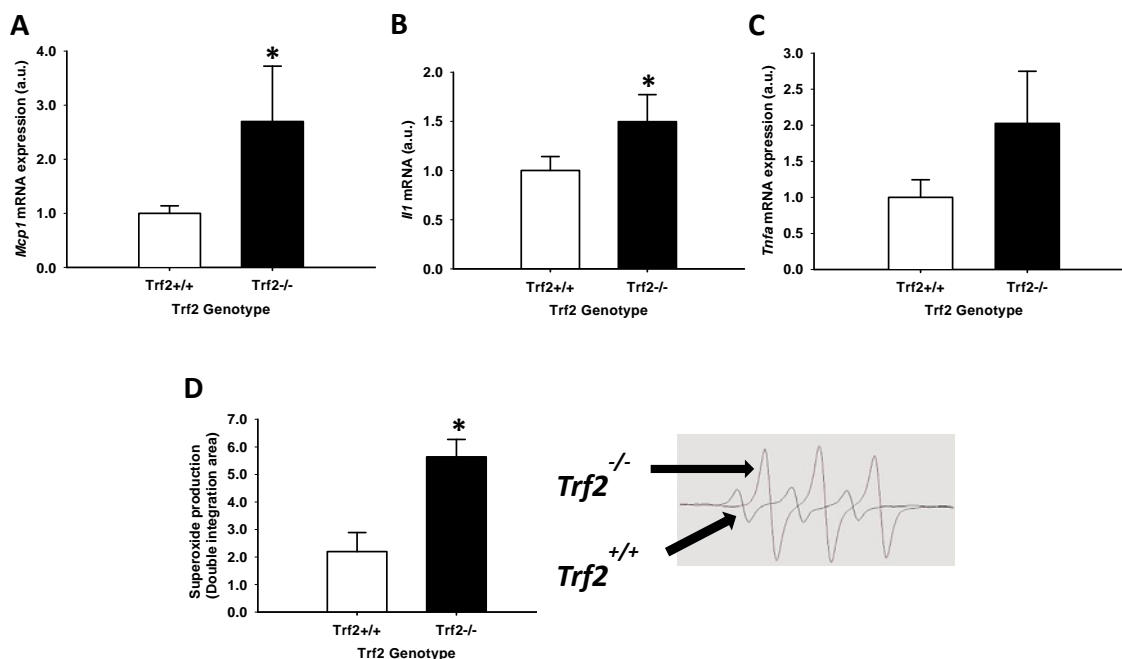 A
Mcp1 mRNA expression (a.u.)
4.0
3.0
2.0
1.0
0.0
*
Trf2+/+ Trf2-/-
Trf2 Genotype
B
Il1 mRNA (a.u.)
2.0
1.5
1.0
0.5
0.0
*
Trf2+/+ Trf2-/-
Trf2 Genotype
C
Tnfa mRNA expression (a.u.)
3.0
2.5
2.0
1.5
1.0
0.5
0.0
Trf2+/+ Trf2-/-
Trf2 Genotype
D
Superoxide production
(Double integration area)
7.0
6.0
5.0
4.0
3.0
2.0
1.0
0.0
*
Trf2+/+ Trf2-/-
Trf2 Genotype
Trf2-/-
Trf2+/+